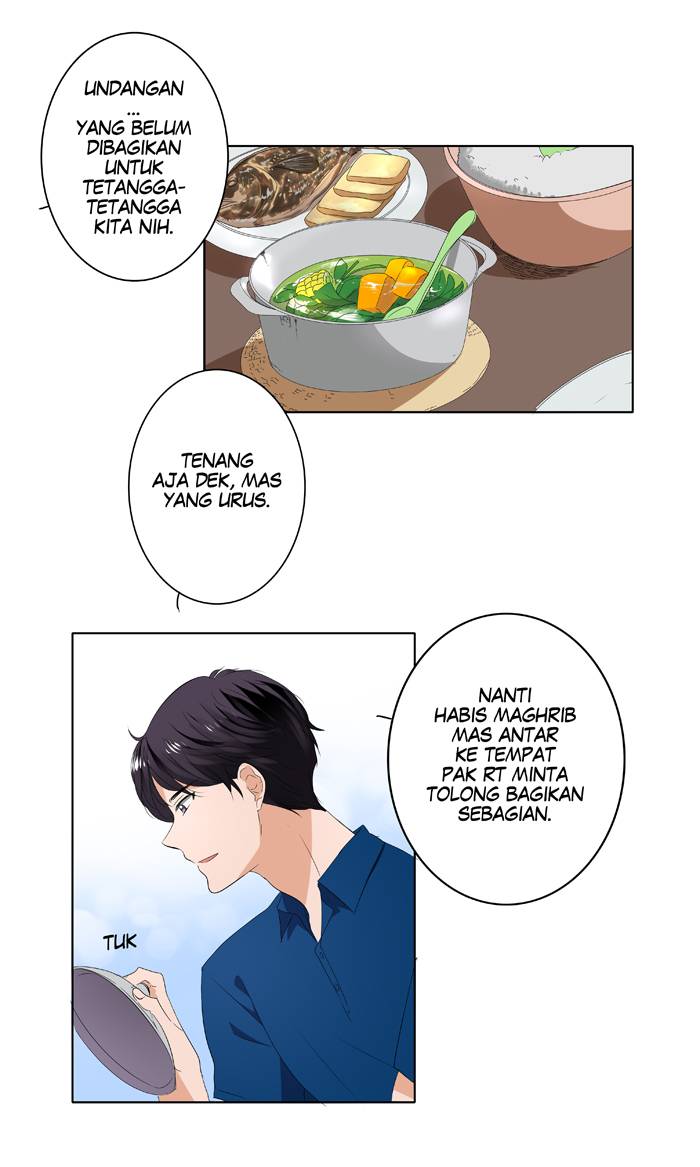 UNDANGAN
...
YANG BELUM
DIBAGIKAN
UNTUK
TETANGGA-
TETANGGA
KITA NIH.
TENANG
AJA DEK, MAS
YANG URUS.
NANTI
HABIS MAGHRIB
MAS ANTAR
KE TEMPAT
PAK RT MINTA
TOLONG BAGIKAN
SEBAGIAN.
TUK